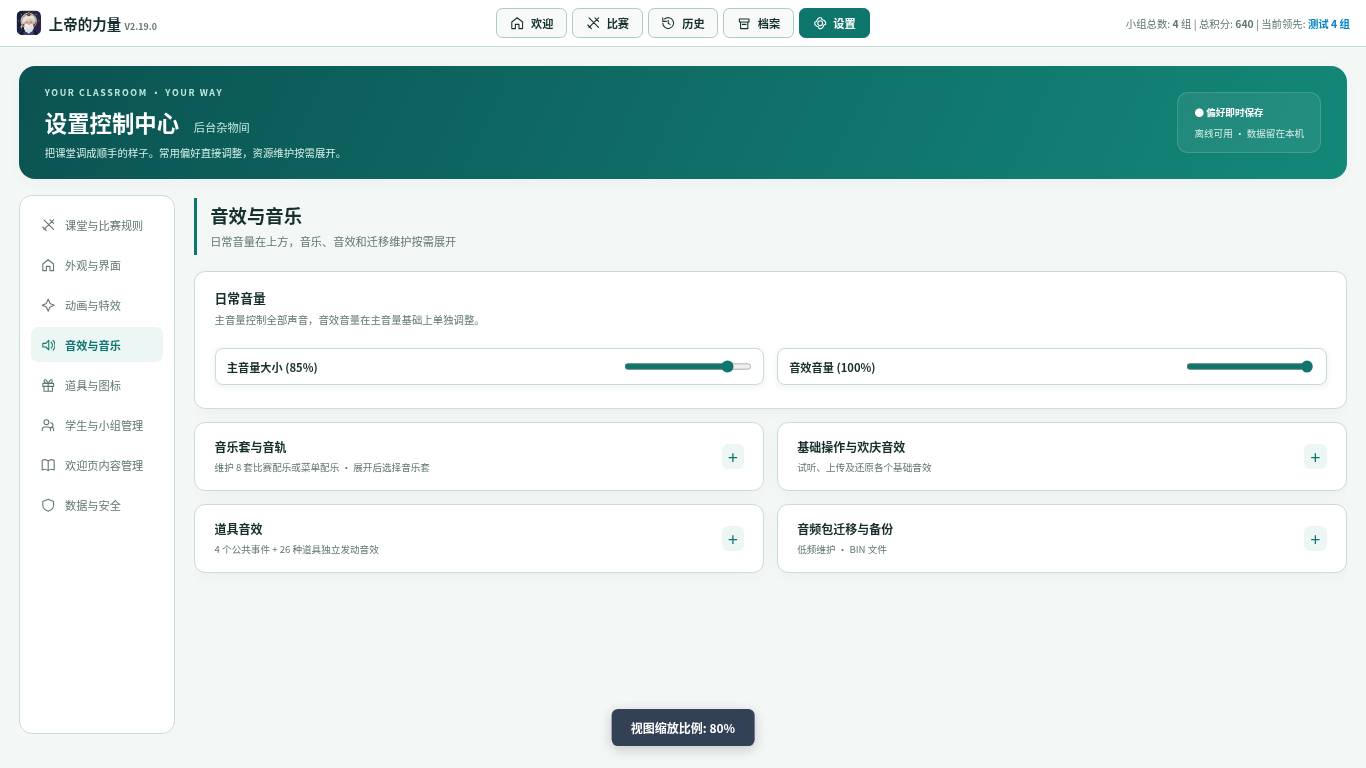 上帝的力量 V2.19.0
欢迎
比赛
历史
档案
设置
小组总数: 4 组 | 总积分: 640 | 当前领先: 测试 4 组
YOUR CLASSROOM • YOUR WAY
设置控制中心 后台杂物间
把课堂调成顺手的样子。常用偏好直接调整，资源维护按需展开。
偏好即时保存
离线可用 • 数据留在本机
课堂与比赛规则
外观与界面
动画与特效
音效与音乐
道具与图标
学生与小组管理
欢迎页内容管理
数据与安全
音效与音乐
日常音量在上方，音乐、音效和迁移维护按需展开
日常音量
主音量控制全部声音，音效音量在主音量基础上单独调整。
主音量大小 (85%)
音效音量 (100%)
音乐套与音轨
维护 8 套比赛配乐或菜单配乐 • 展开后选择音乐套
基础操作与欢庆音效
试听、上传及还原各个基础音效
道具音效
4 个公共事件 + 26 种道具独立发动音效
音频包迁移与备份
低频维护 • BIN 文件
视图缩放比例: 80%